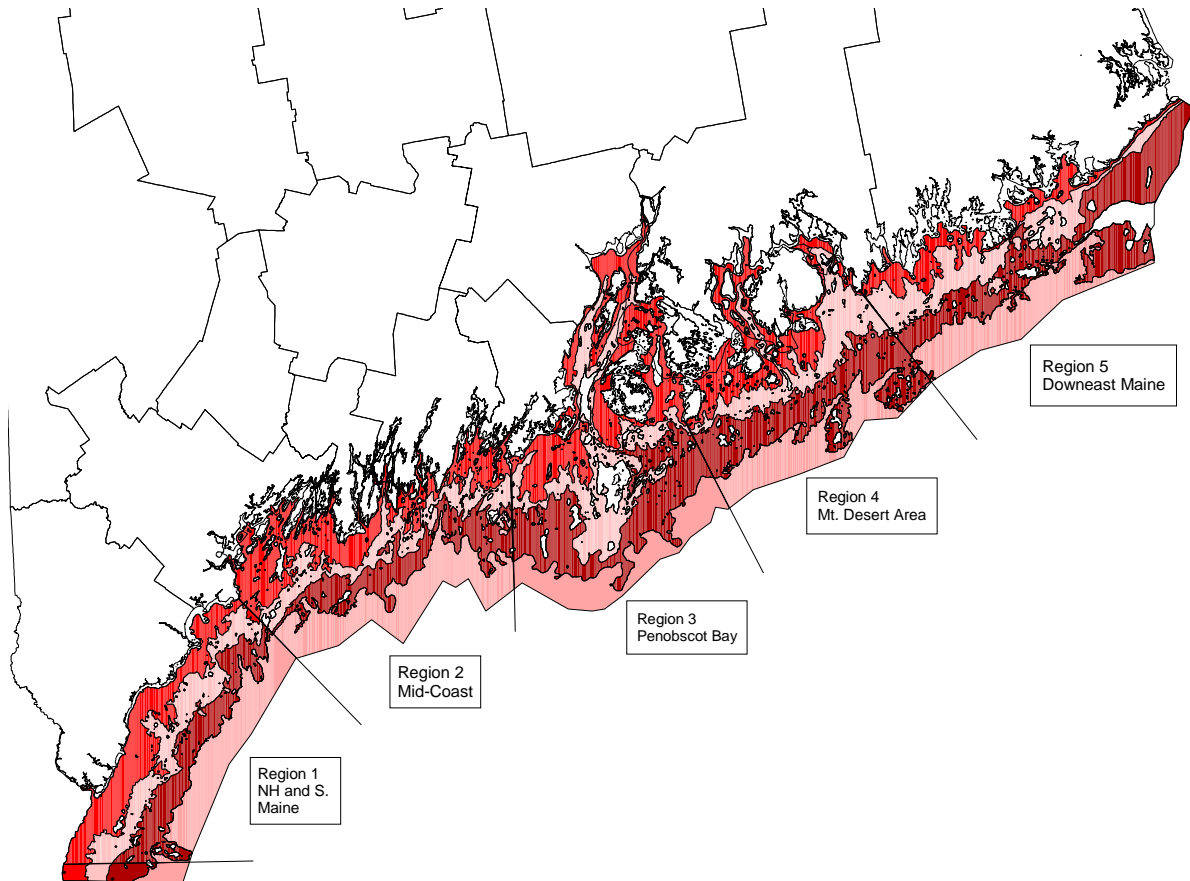 Region 5
Downeast Maine
Region 4
Mt. Desert Area
Region 3
Penobscot Bay
Region 2
Mid-Coast
Region 1
NH and S.
Maine